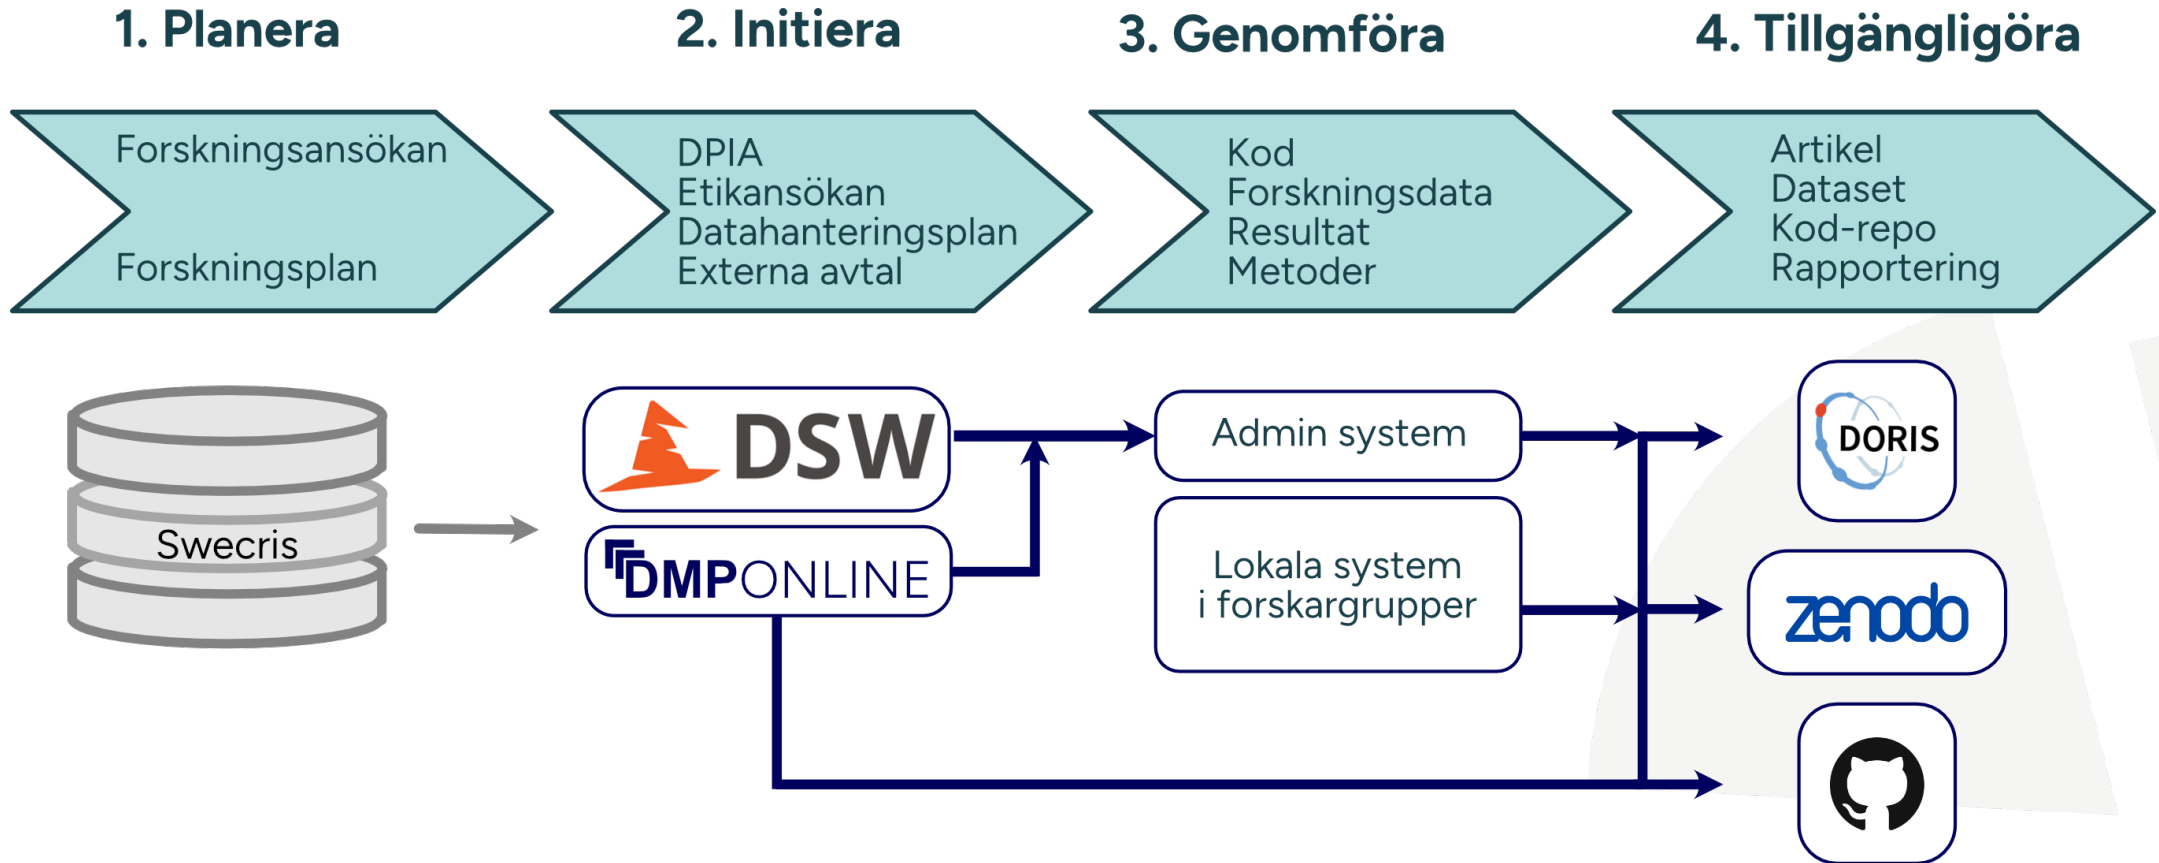 1. Planera
2. Initiera
3. Genomföra
4. Tillgängligöra
Forskningsansökan
Forskningsplan
DPIA
Etikansökan
Datahanteringsplan
Externa avtal
Kod
Forskningsdata
Resultat
Metoder
Artikel
Dataset
Kod-repo
Rapportering
Swecris
DSW
DMPONLINE
Admin system
Lokala system
i forskargrupper
DORIS
zenodo